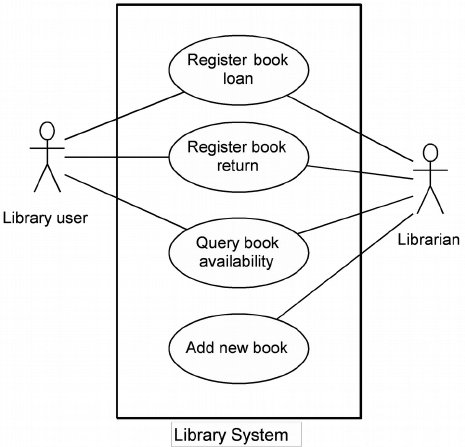 Register book
loan
Register book
return
Library user
Query book
availability
Librarian
Add new book
Library System